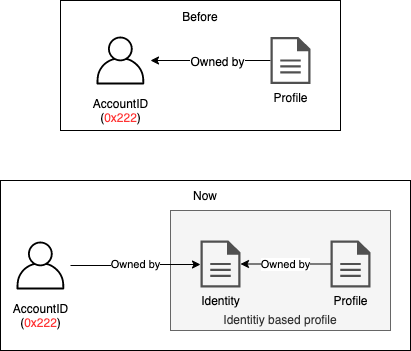 Before
Owned by
AccountID
(0x222)
Profile
Now
Owned by
Owned by
AccountID
(0x222)
Identity
Profile
Identitiy based profile